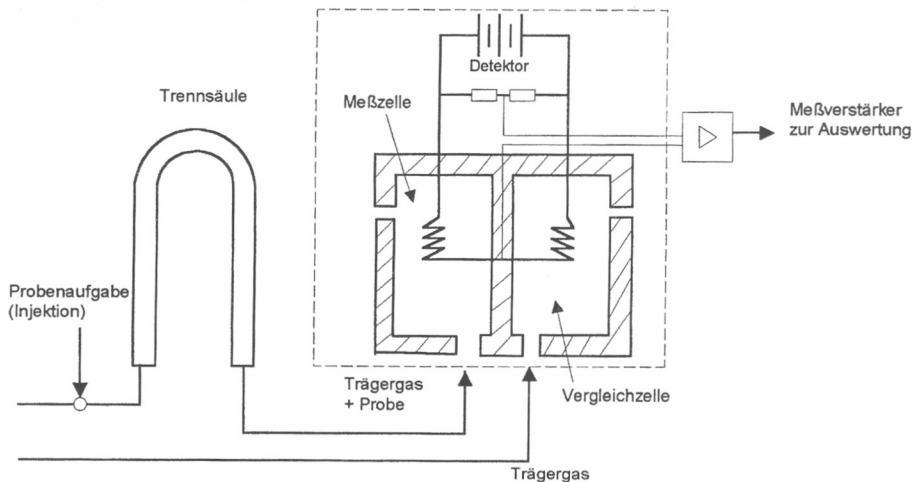 Detektor
Trennsäule
Meßzelle
Meßverstärker
zur Auswertung
Probenaufgabe
(Injektion)
Trägergas
+ Probe
Vergleichzelle
Trägergas